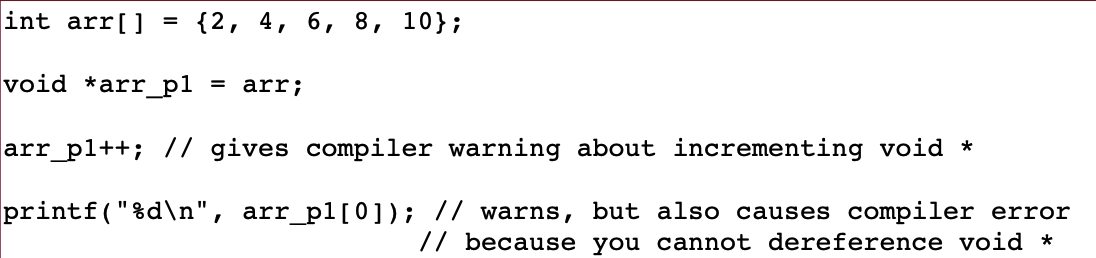 int arr[] = {2, 4, 6, 8, 10};
void *arr_p1 = arr;
arr_p1++; // gives compiler warning about incrementing void *
printf("%d\n", arr_p1[0]); // warns, but also causes compiler error
// because you cannot dereference void *